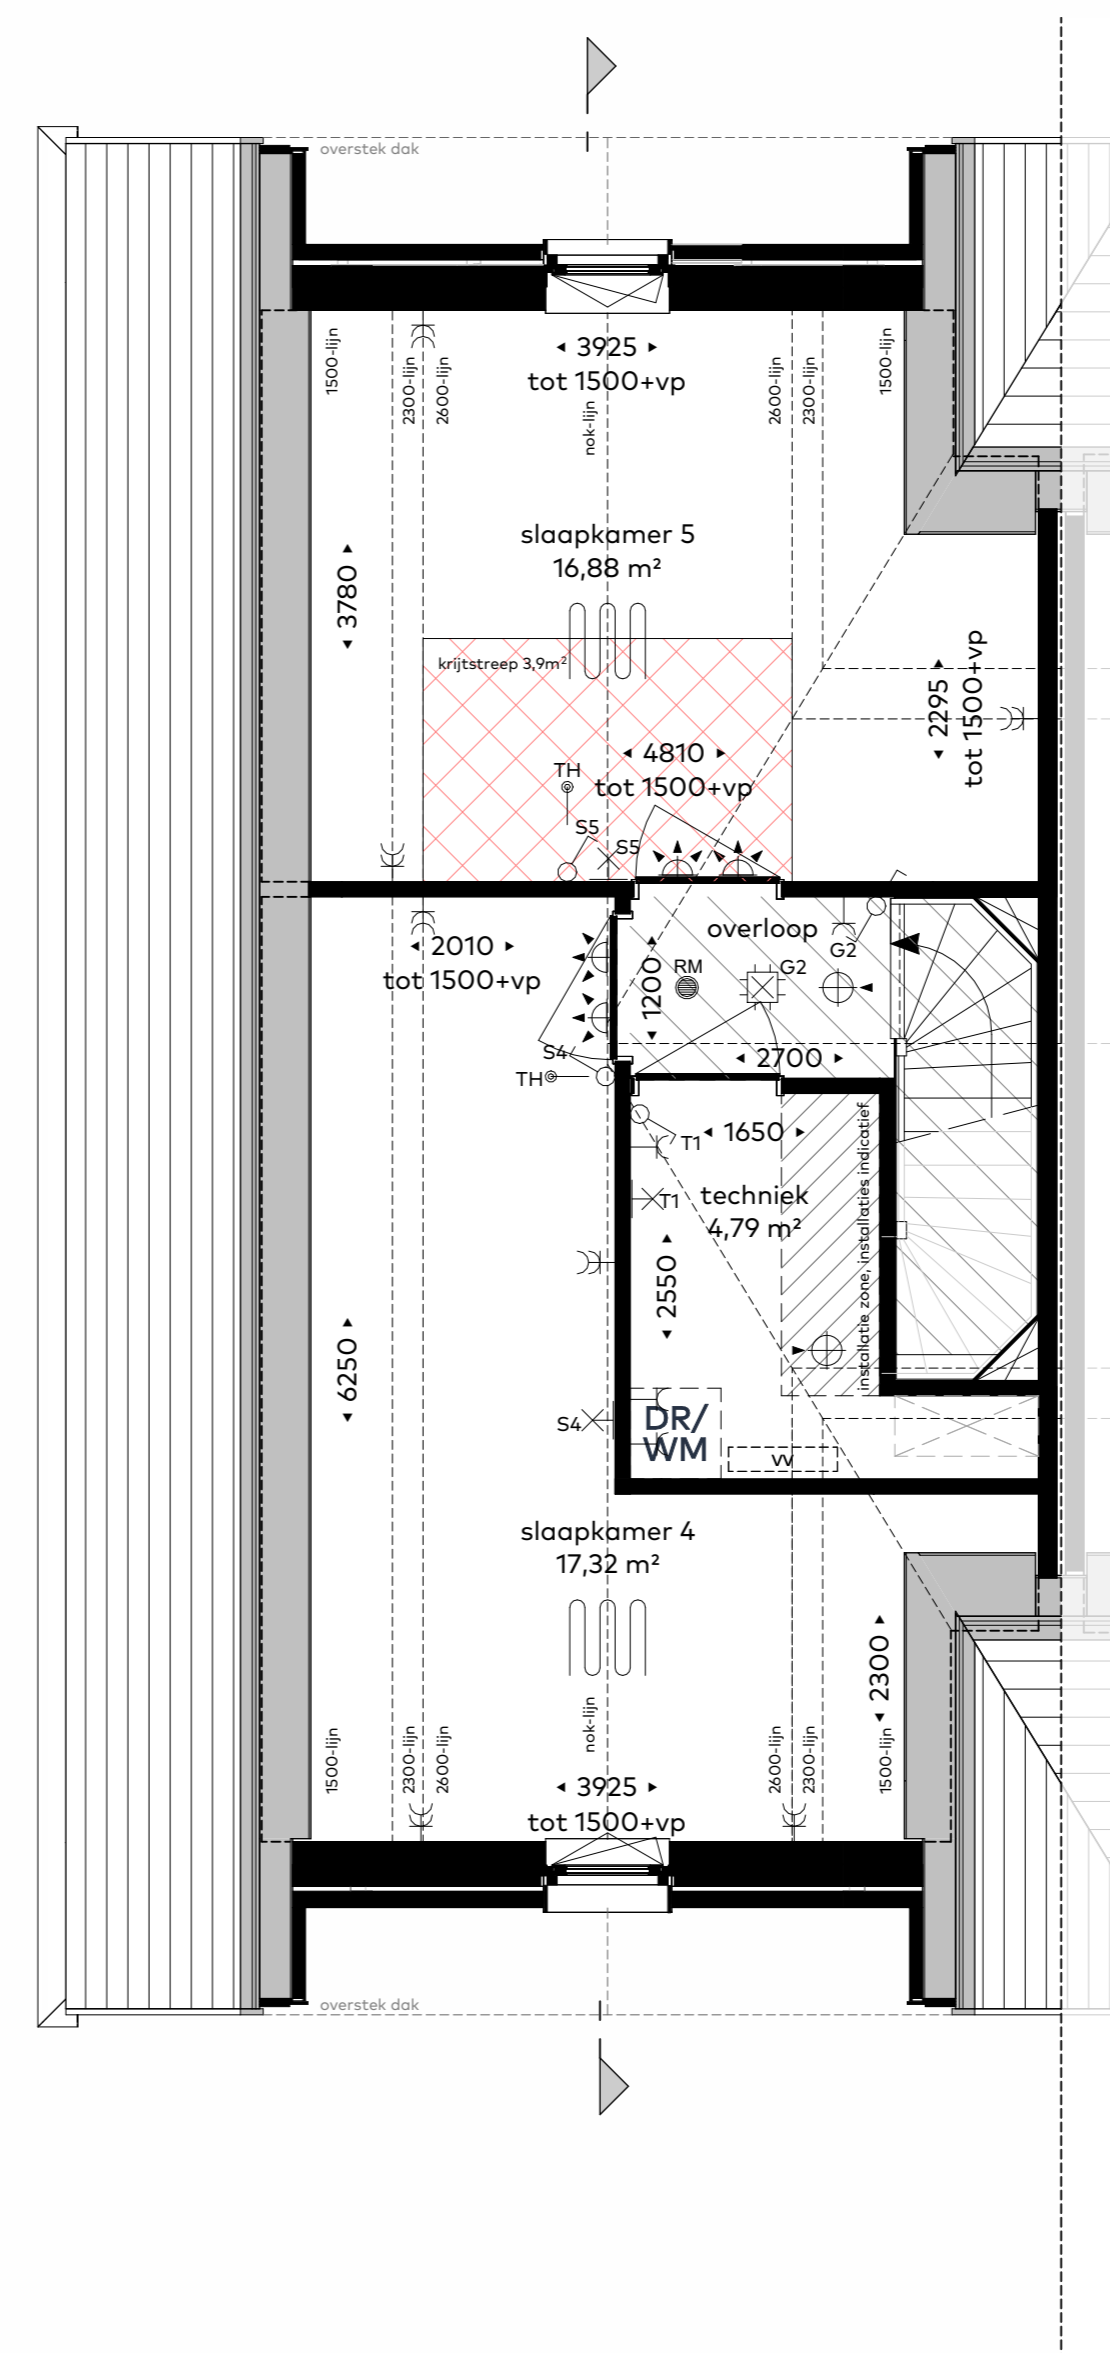 overstek dak
1500-lijn
2300-lijn
2600-lijn
3925
tot 1500+vp
nok-lijn
2600-lijn
2300-lijn
1500-lijn
slaapkamer 5
16,88 m²
3780
krijtstreep 3,9m²
2295
tot 1500+vp
4810
tot 1500+vp
TH
S5
S5
2010
tot 1500+vp
overloop
G2
RM
G2
1200
2700
S4
TH
1650
T1
techniek
4,79 m²
T1
2550
installatie zone, installaties indicatief
6250
S4
DR/
WM
VV
slaapkamer 4
17,32 m²
2300
nok-lijn
1500-lijn
2300-lijn
2600-lijn
2600-lijn
2300-lijn
1500-lijn
3925
tot 1500+vp
overstek dak